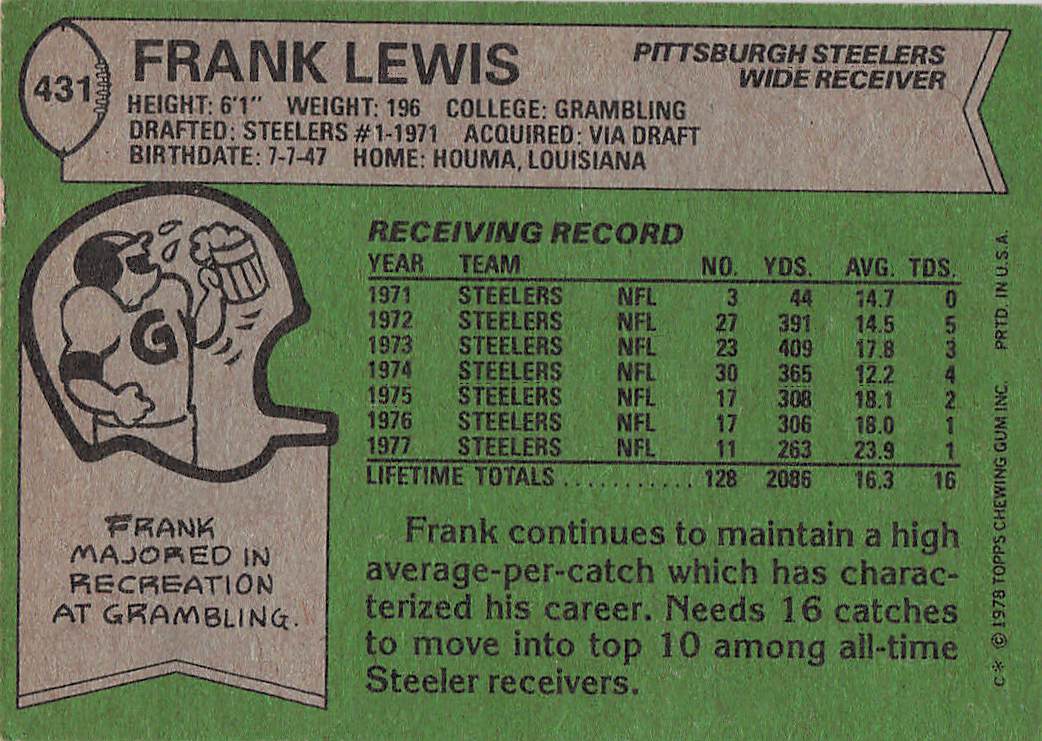 431
FRANK LEWIS
PITTSBURGH STEELERS
WIDE RECEIVER
HEIGHT: 6'1" WEIGHT: 196 COLLEGE: GRAMBLING
DRAFTED: STEELERS #1-1971 ACQUIRED: VIA DRAFT
BIRTHDATE: 7-7-47 HOME: HOUMA, LOUISIANA
G
FRANK
MAJORED IN
RECREATION
AT GRAMBLING.
RECEIVING RECORD
YEAR TEAM NO. YDS. AVG. TDS.
1971 STEELERS NFL 3 44 14.7 0
1972 STEELERS NFL 27 391 14.5 5
1973 STEELERS NFL 23 409 17.8 3
1974 STEELERS NFL 30 365 12.2 4
1975 STEELERS NFL 17 308 18.1 2
1976 STEELERS NFL 17 306 18.0 1
1977 STEELERS NFL 11 263 23.9 1
LIFETIME TOTALS ........... 128 2086 16.3 16
Frank continues to maintain a high
average-per-catch which has charac-
terized his career. Needs 16 catches
to move into top 10 among all-time
Steeler receivers.
C* © 1978 TOPPS CHEWING GUM INC. PRTD. IN U.S.A.